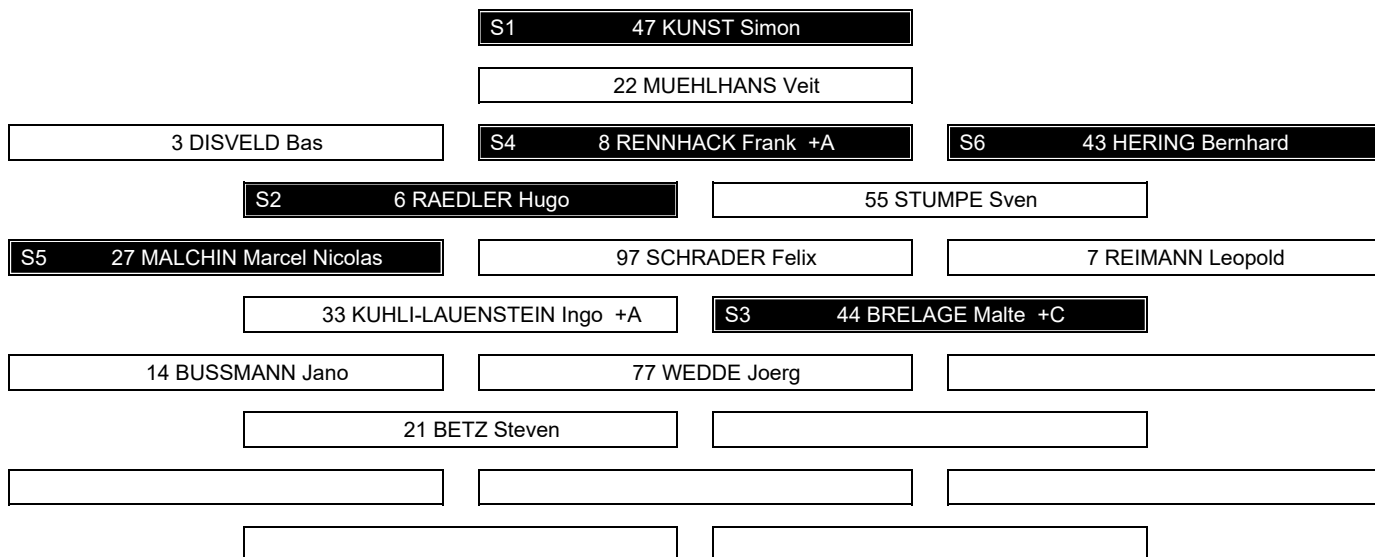 S1 47 KUNST Simon
22 MUEHLHANS Veit
3 DISVELD Bas S4 8 RENNHACK Frank +A S6 43 HERING Bernhard
S2 6 RAEDLER Hugo 55 STUMPE Sven
S5 27 MALCHIN Marcel Nicolas 97 SCHRADER Felix 7 REIMANN Leopold
33 KUHLI-LAUENSTEIN Ingo +A S3 44 BRELAGE Malte +C
14 BUSSMANN Jano 77 WEDDE Joerg
21 BETZ Steven